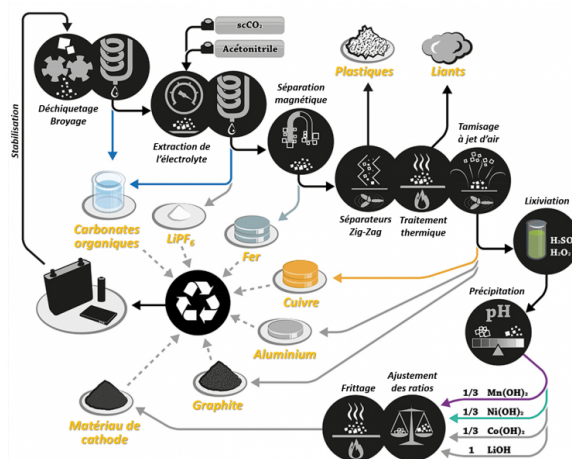 scCO₂
Acétonitrile
Déchiquetage
Broyage
Stabilisation
Extraction de
l'électrolyte
Séparation
magnétique
Plastiques
Liants
Tamisage
à jet d'air
Séparateurs
Zig-Zag
Traitement
thermique
Lixiviation
H₂SO
H₂O₂
Carbonates
organiques
LiPF₆
Fer
Cuivre
Aluminium
Graphite
Matériau de
cathode
Précipitation
pH
Frittage
Ajustement
des ratios
1/3 Mn(OH)₂
1/3 Ni(OH)₂
1/3 Co(OH)₂
1 LiOH